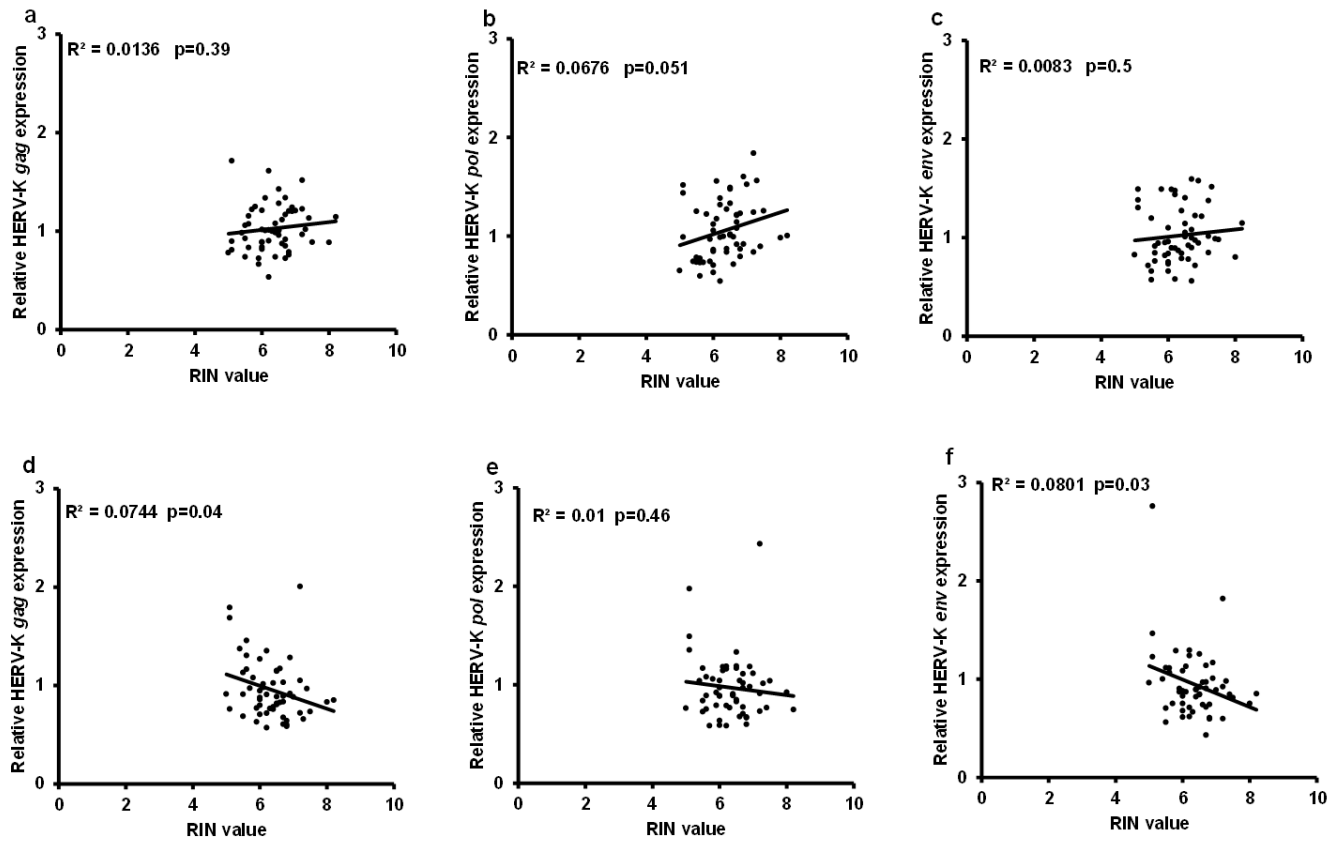 a
R² = 0.0136 p=0.39
Relative HERV-K gag expression
3
2
1
0
0 2 4 6 8 10
RIN value
b
R² = 0.0676 p=0.051
Relative HERV-K pol expression
3
2
1
0
0 2 4 6 8 10
RIN value
c
R² = 0.0083 p=0.5
Relative HERV-K env expression
3
2
1
0
0 2 4 6 8 10
RIN value
d
R² = 0.0744 p=0.04
Relative HERV-K gag expression
3
2
1
0
0 2 4 6 8 10
RIN value
e
R² = 0.01 p=0.46
Relative HERV-K pol expression
3
2
1
0
0 2 4 6 8 10
RIN value
f
R² = 0.0801 p=0.03
Relative HERV-K env expression
3
2
1
0
0 2 4 6 8 10
RIN value